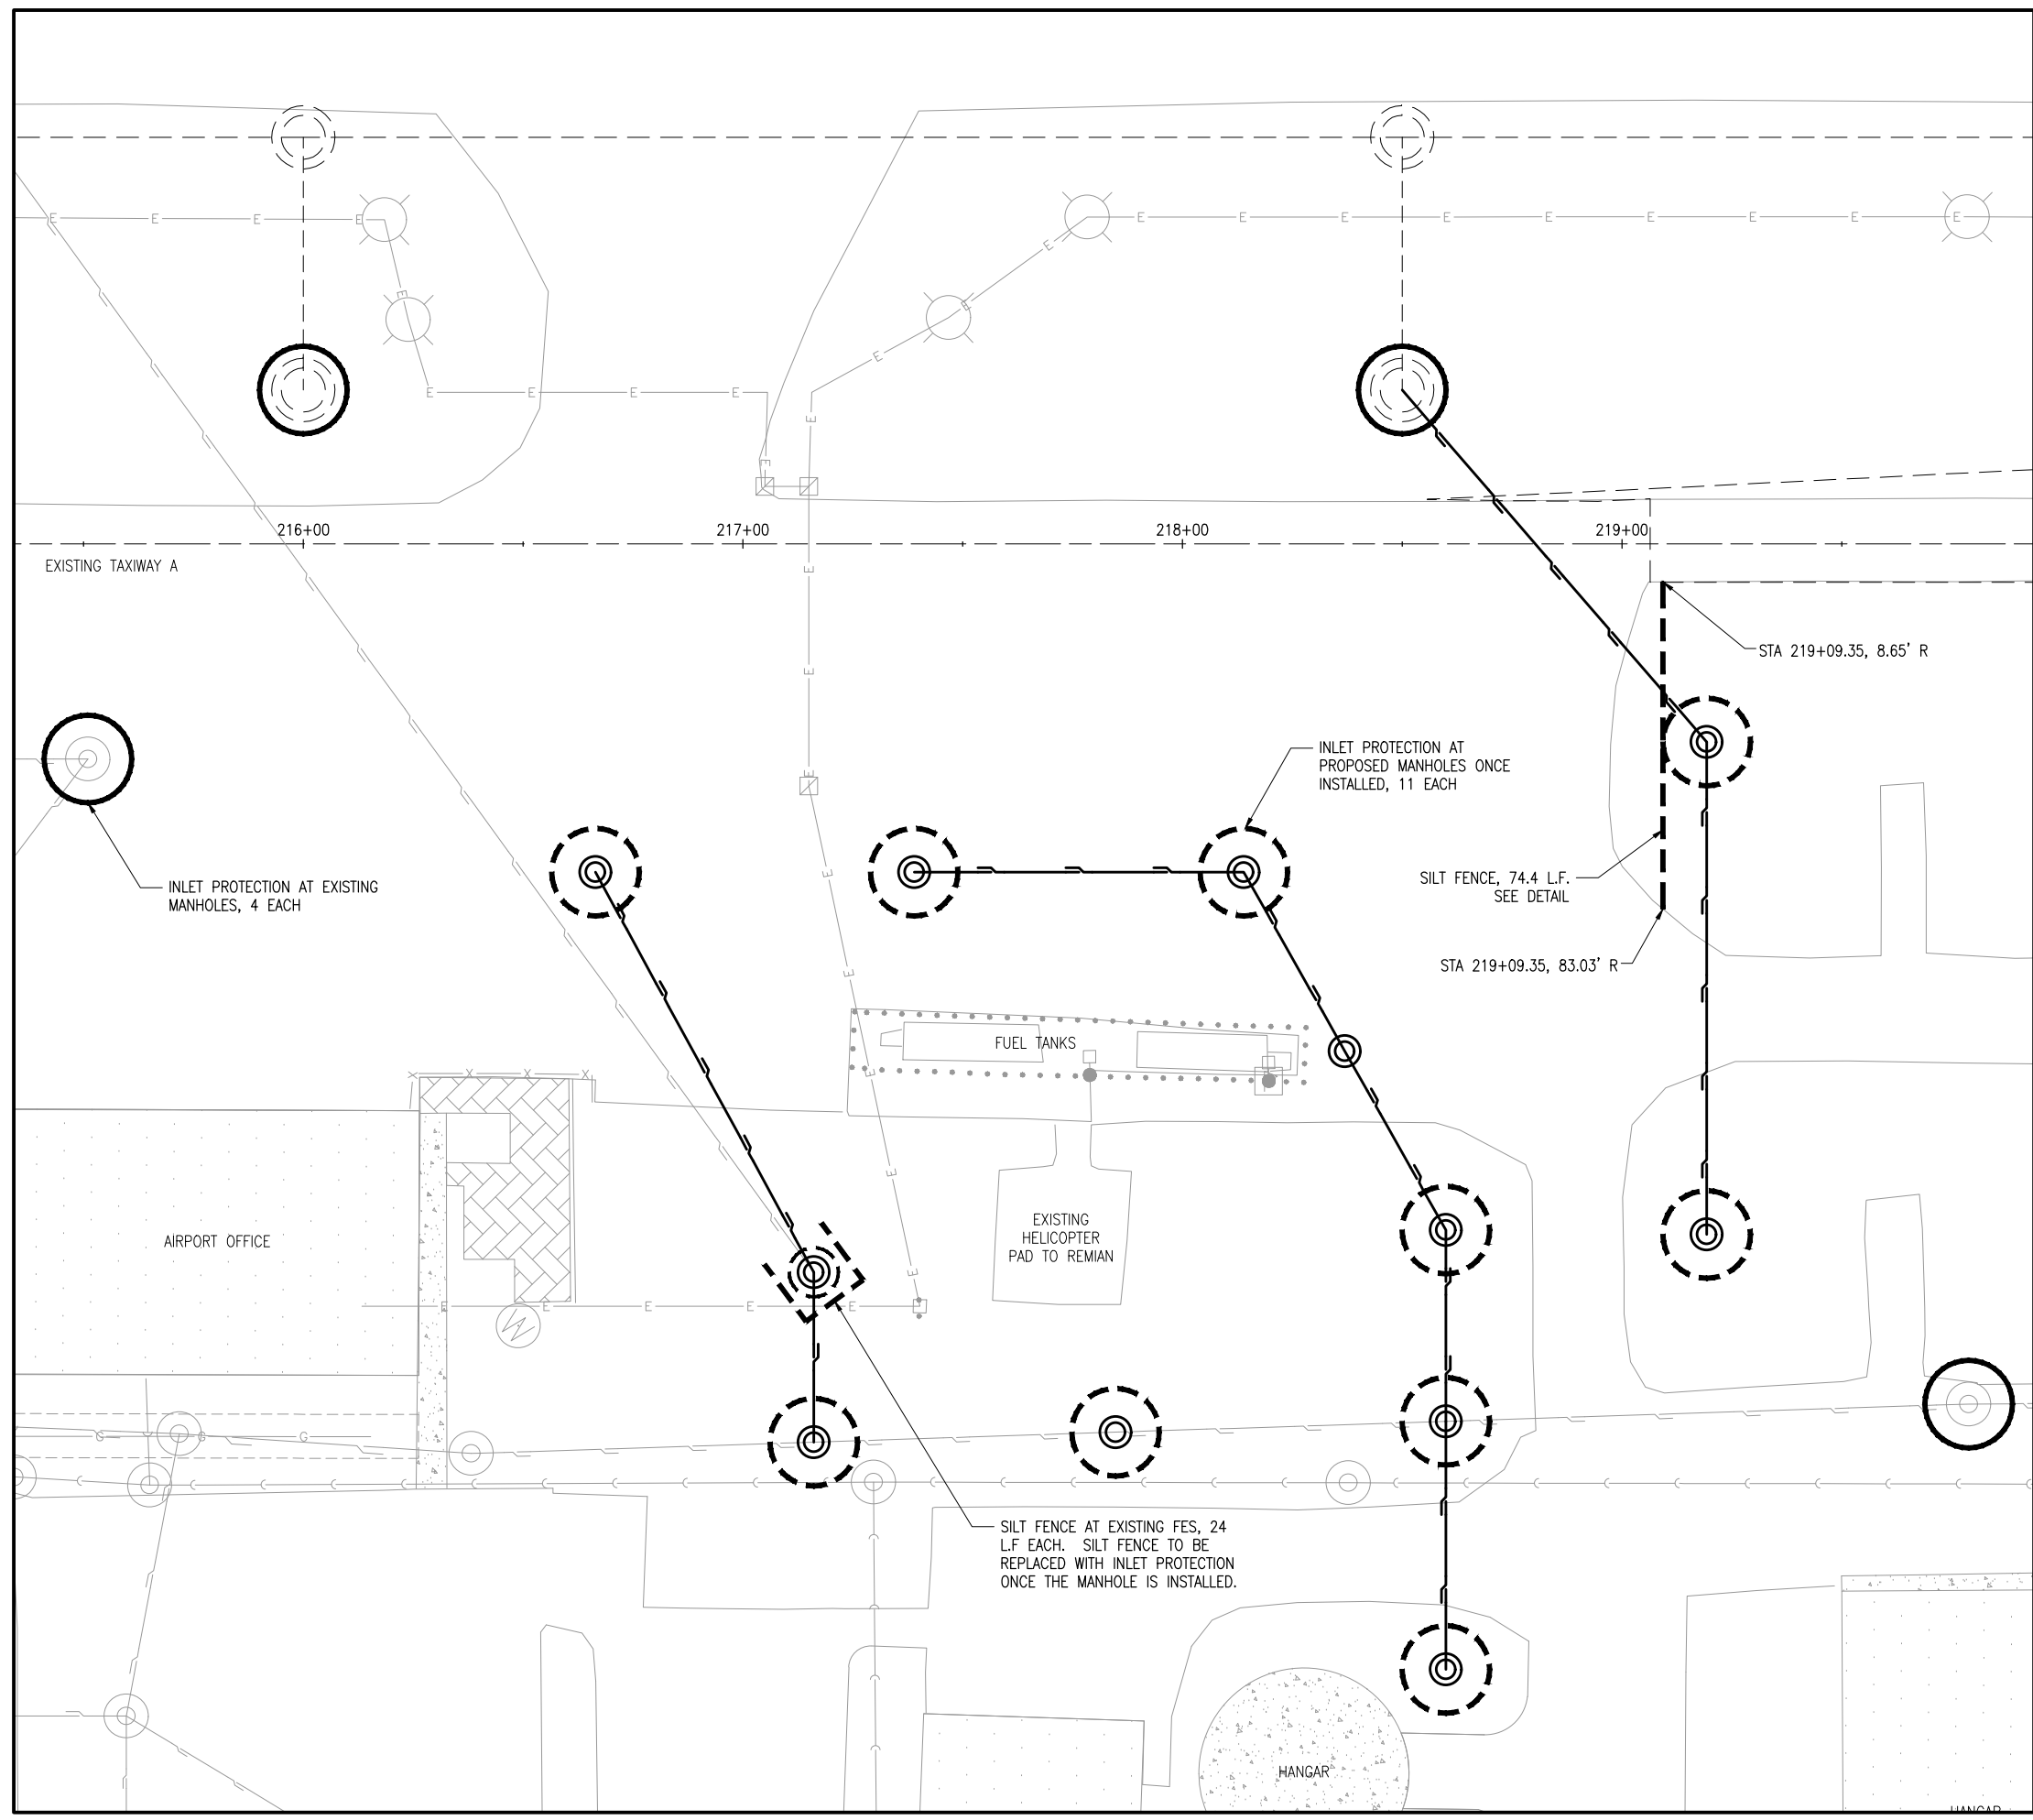 216+00
217+00
218+00
219+00
EXISTING TAXIWAY A
STA 219+09.35, 8.65' R
INLET PROTECTION AT
PROPOSED MANHOLES ONCE
INSTALLED, 11 EACH
INLET PROTECTION AT EXISTING
MANHOLES, 4 EACH
SILT FENCE, 74.4 L.F.
SEE DETAIL
STA 219+09.35, 83.03' R
FUEL TANKS
AIRPORT OFFICE
EXISTING
HELICOPTER
PAD TO REMIAN
SILT FENCE AT EXISTING FES, 24
L.F EACH. SILT FENCE TO BE
REPLACED WITH INLET PROTECTION
ONCE THE MANHOLE IS INSTALLED.
HANGAR
HANGAR